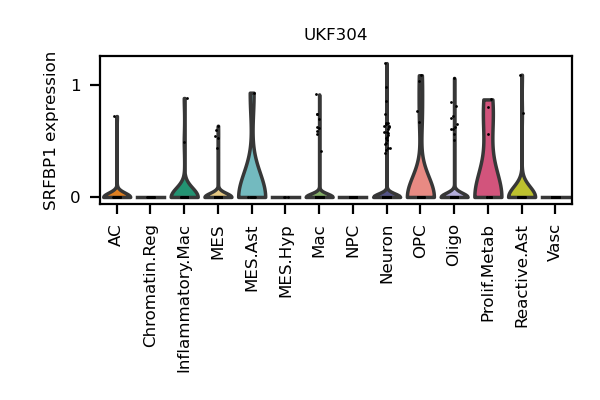 UKF304
SRFBP1 expression
1
0
AC
Chromatin.Reg
Inflammatory.Mac
MES
MES.Ast
MES.Hyp
Mac
NPC
Neuron
OPC
Oligo
Prolif.Metab
Reactive.Ast
Vasc